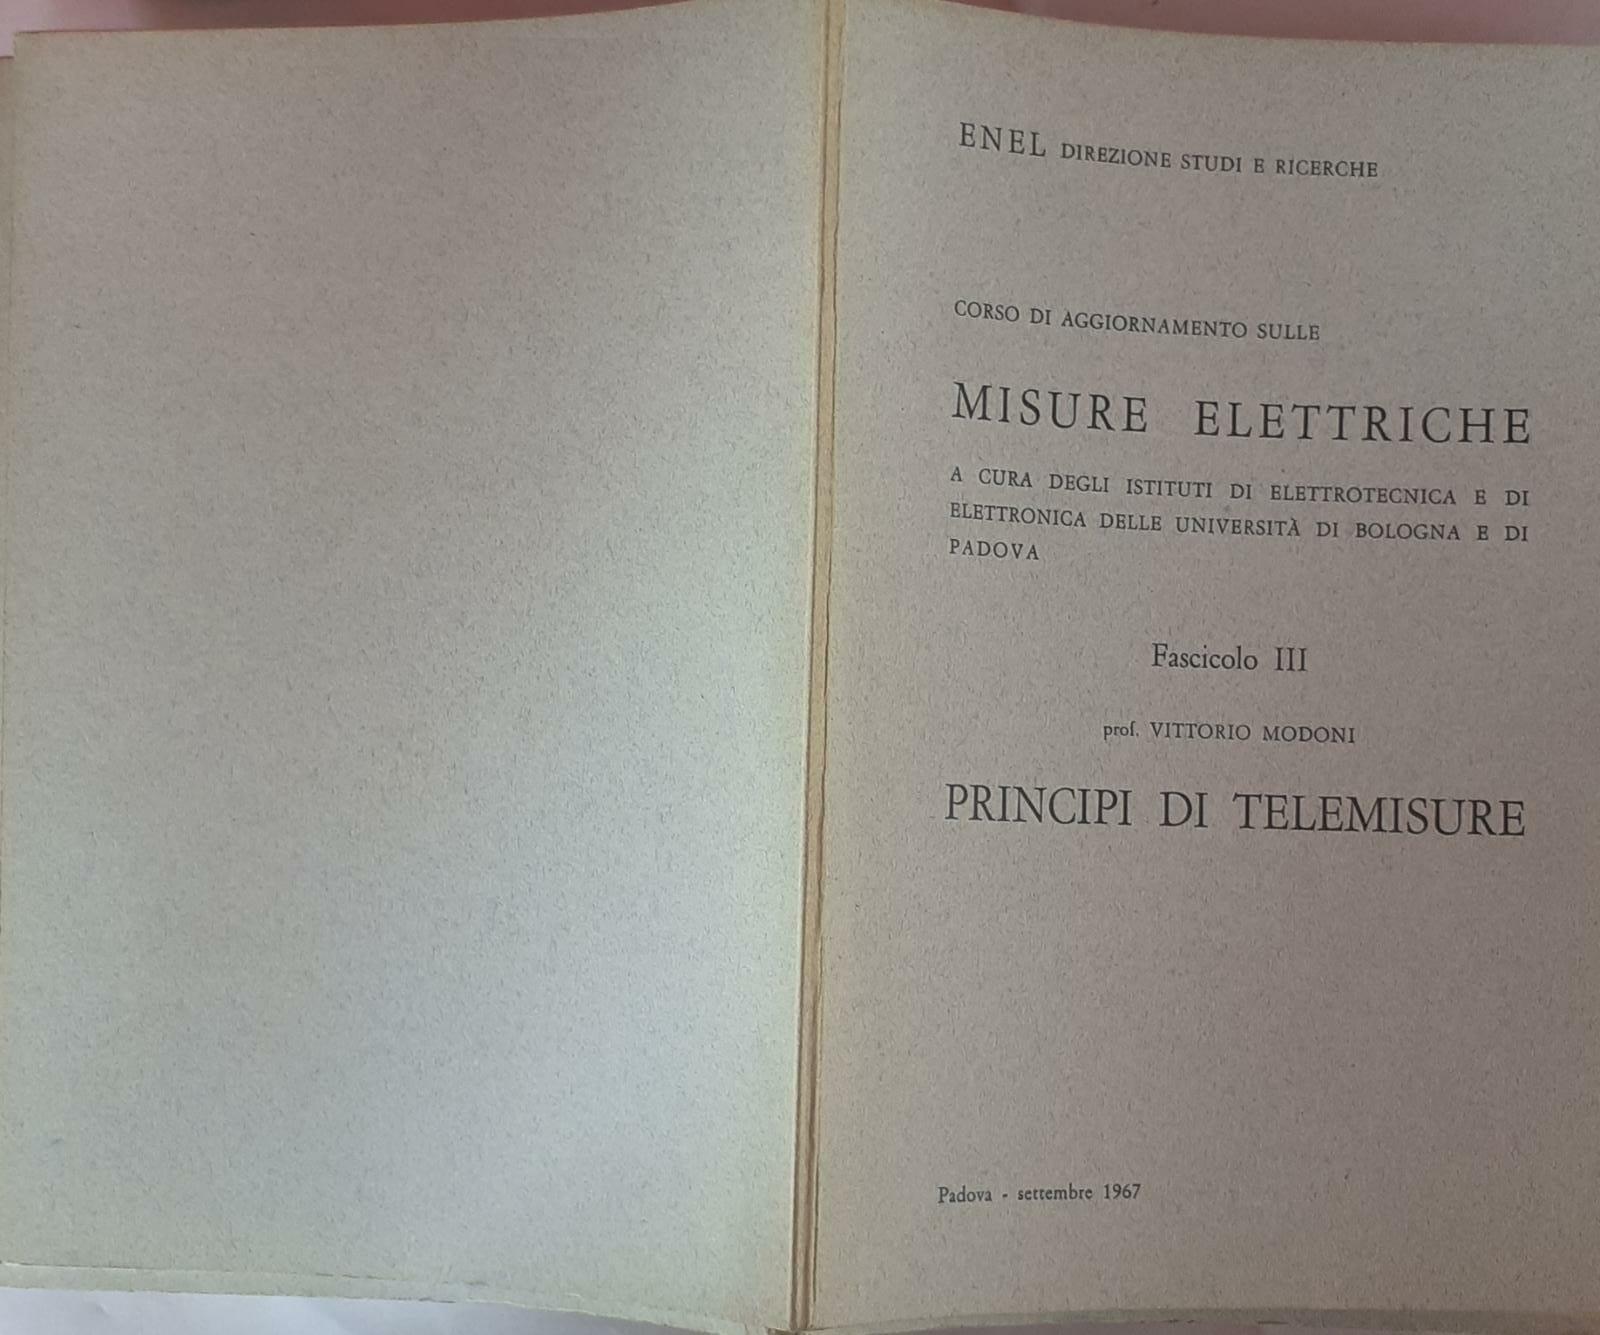 ENEL DIREZIONE STUDI E RICERCHE
CORSO DI AGGIORNAMENTO SULLE
MISURE ELETTRICHE
A CURA DEGLI ISTITUTI DI ELETTROTECNICA E DI
ELETTRONICA DELLE UNIVERSITÀ DI BOLOGNA E DI
PADOVA
Fascicolo III
prof. VITTORIO MODONI
PRINCIPI DI TELEMISURE
Padova - settembre 1967